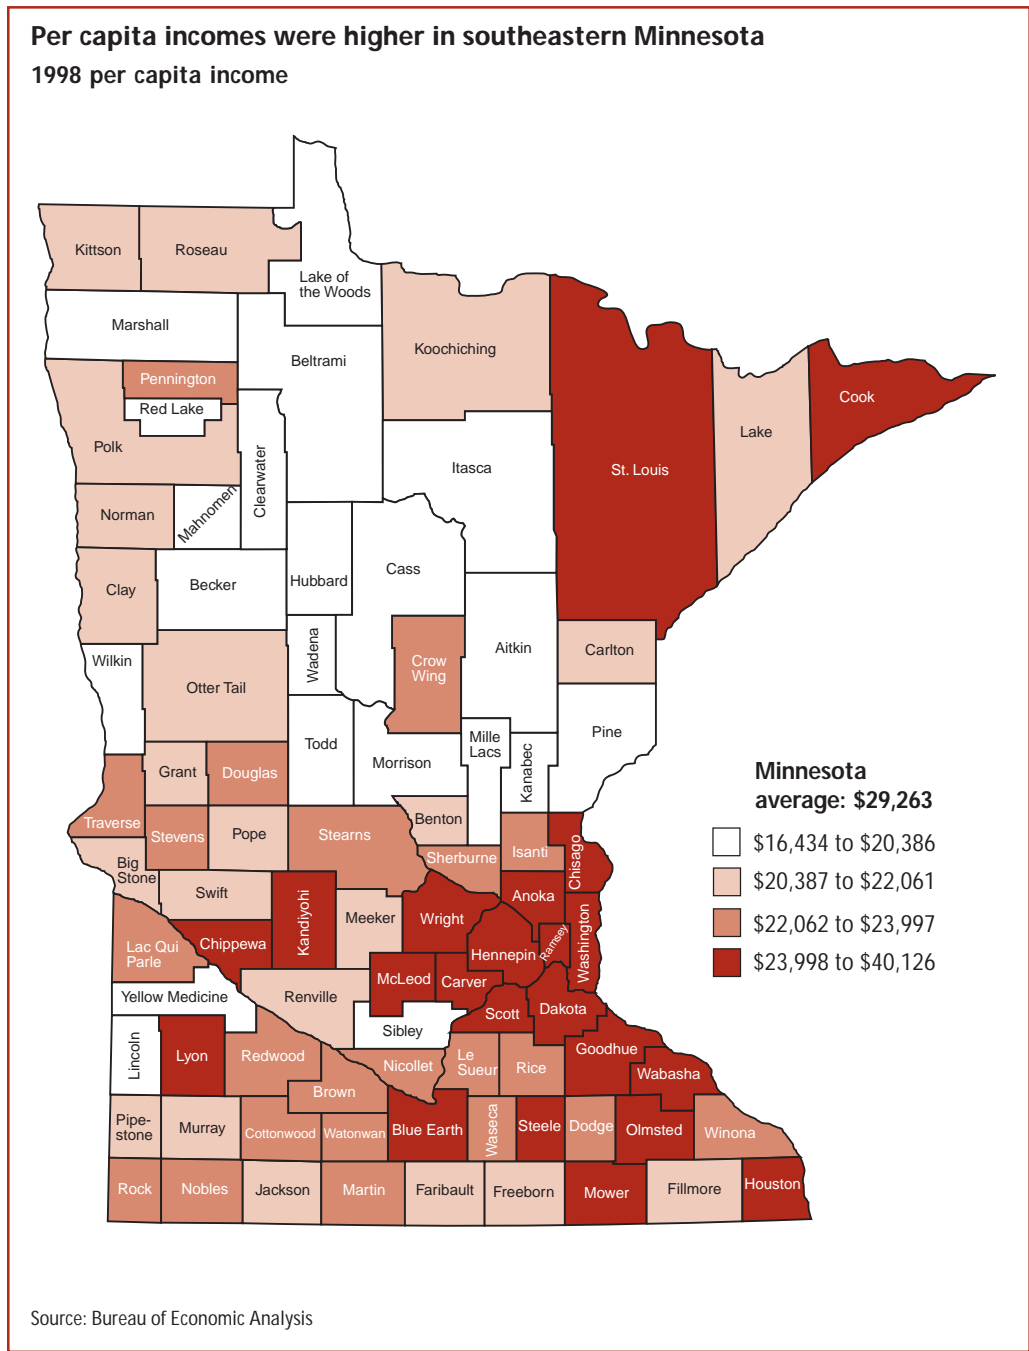 Per capita incomes were higher in southeastern Minnesota
1998 per capita income
Kittson
Roseau
Lake of
the Woods
Marshall
Koochiching
Beltrami
Pennington
Red Lake
Cook
Polk
Lake
Itasca
St. Louis
Clearwater
Norman
Mahnomen
Cass
Hubbard
Becker
Clay
Aitkin
Carlton
Wadena
Wilkin
Crow
Wing
Otter Tail
Pine
Mille
Lacs
Todd
Morrison
Kanabec
Grant
Douglas
Minnesota
average: $29,263
$16,434 to $20,386
$20,387 to $22,061
$22,062 to $23,997
$23,998 to $40,126
Traverse
Stevens
Pope
Stearns
Benton
Sherburne
Isanti
Chisago
Big
Stone
Swift
Kandiyohi
Meeker
Wright
Anoka
Lac Qui
Parle
Chippewa
Hennepin
Ramsey
Washington
McLeod
Carver
Yellow Medicine
Renville
Scott
Dakota
Sibley
Lincoln
Lyon
Redwood
Nicollet
Le
Sueur
Rice
Goodhue
Wabasha
Brown
Pipe-
stone
Murray
Cottonwood
Watonwan
Blue Earth
Waseca
Steele
Dodge
Olmsted
Winona
Rock
Nobles
Jackson
Martin
Faribault
Freeborn
Mower
Fillmore
Houston
Source: Bureau of Economic Analysis